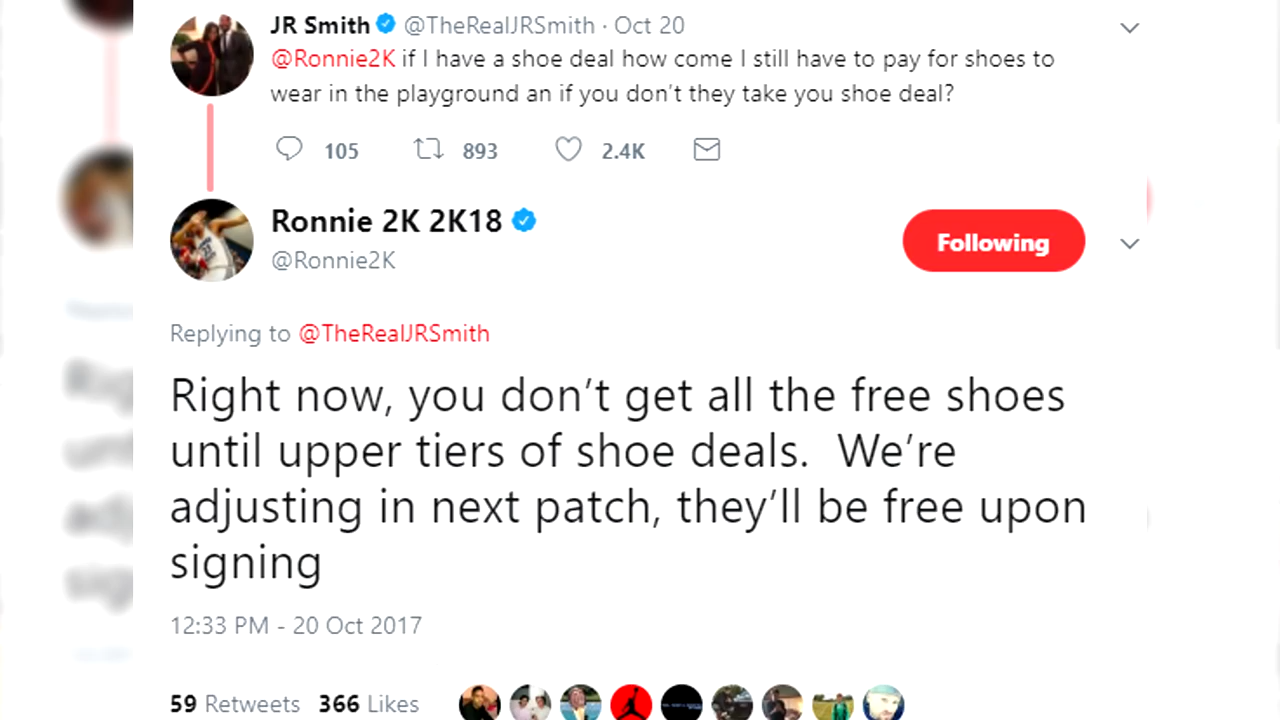 JR Smith @TheRealJRSmith · Oct 20
@Ronnie2K if I have a shoe deal how come I still have to pay for shoes to
wear in the playground an if you don't they take you shoe deal?
105 893 2.4K
Ronnie 2K 2K18
@Ronnie2K
Following
Replying to @TheRealJRSmith
Right now, you don't get all the free shoes
until upper tiers of shoe deals.  We're
adjusting in next patch, they'll be free upon
signing
12:33 PM - 20 Oct 2017
59 Retweets 366 Likes